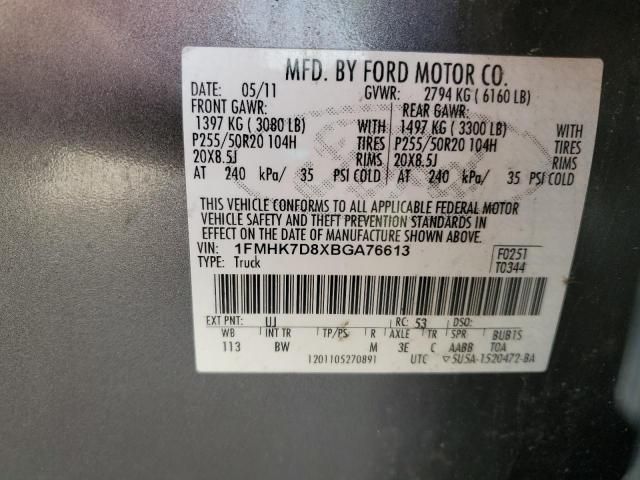 MFD. BY FORD MOTOR CO.
DATE: 05/11 GVWR: 2794 KG ( 6160 LB)
FRONT GAWR: REAR GAWR:
1397 KG ( 3080 LB) WITH 1497 KG ( 3300 LB) WITH
P255/50R20 104H TIRES P255/50R20 104H TIRES
20X8.5J RIMS 20X8.5J RIMS
AT 240 kPa/ 35 PSI COLD AT 240 kPa/ 35 PSI COLD
THIS VEHICLE CONFORMS TO ALL APPLICABLE FEDERAL MOTOR
VEHICLE SAFETY AND THEFT PREVENTION STANDARDS IN
EFFECT ON THE DATE OF MANUFACTURE SHOWN ABOVE.
VIN: 1FMHK7D8XBGA76613 F0251
TYPE: Truck T0344
EXT PNT: UJ RC: 53 DSO:
WB INT TR TP/PS R AXLE TR SPR BUB15
113 BW M 3E C AABB TOA
1201105270891 UTC ▽5U5A-1520472-BA